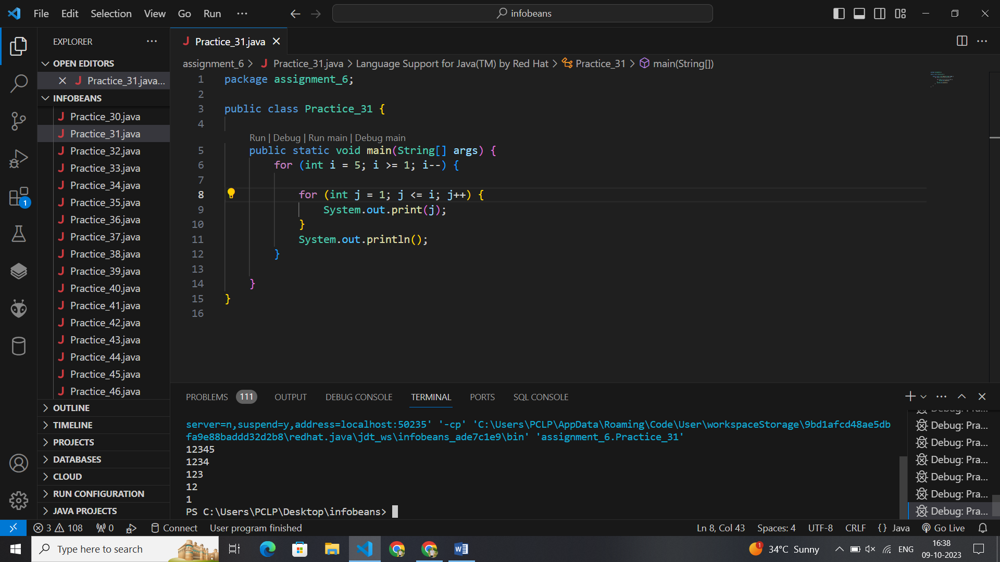 File Edit Selection View Go Run ··· infobeans
EXPLORER ···
OPEN EDITORS
Practice_31.java...
INFOBEANS
Practice_30.java
Practice_31.java
Practice_32.java
Practice_33.java
Practice_34.java
Practice_35.java
Practice_36.java
Practice_37.java
Practice_38.java
Practice_39.java
Practice_40.java
Practice_41.java
Practice_42.java
Practice_43.java
Practice_44.java
Practice_45.java
Practice_46.java
OUTLINE
TIMELINE
PROJECTS
DATABASES
CLOUD
RUN CONFIGURATION
JAVA PROJECTS
1
Practice_31.java
assignment_6 > Practice_31.java > Language Support for Java(TM) by Red Hat > Practice_31 > main(String[])
1 package assignment_6;
2
3 public class Practice_31 {
4
Run | Debug | Run main | Debug main
5 public static void main(String[] args) {
6 for (int i = 5; i >= 1; i--) {
7
8 for (int j = 1; j <= i; j++) {
9 System.out.print(j);
10 }
11 System.out.println();
12 }
13
14 }
15 }
16
PROBLEMS 111 OUTPUT DEBUG CONSOLE TERMINAL PORTS SQL CONSOLE
server=n,suspend=y,address=localhost:50235' '-cp' 'C:\Users\PCLP\AppData\Roaming\Code\User\workspaceStorage\9bd1afcd48ae5db
fa9e88baddd32d2b8\redhat.java\jdt_ws\infobeans_ade7c1e9\bin' 'assignment_6.Practice_31'
12345
1234
123
12
1
PS C:\Users\PCLP\Desktop\infobeans>
Debug: Pra...
Debug: Pra...
Debug: Pra...
Debug: Pra...
Debug: Pra...
Debug: Pra...
3 108 0 Connect User program finished Ln 8, Col 43 Spaces: 4 UTF-8 CRLF {} Java Go Live
Type here to search 1 34°C Sunny ENG 16:38
09-10-2023